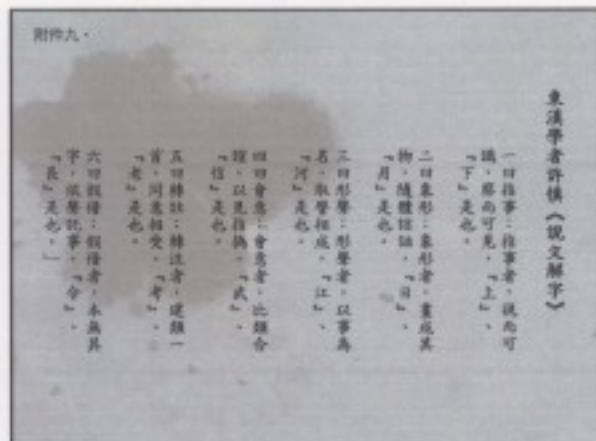 附件九·
東漢學者許慎《說文解字》
一曰指事：指事者，視而可
識，察而可見，「上」、
「下」是也。
二曰象形：象形者，畫成其
物，隨體詰詘，「日」、
「月」是也。
三曰形聲：形聲者，以事為
名，取譬相成，「江」、
「河」是也。
四曰會意：會意者，比類合
誼，以見指撝，「武」、
「信」是也。
五曰轉注：轉注者，建類一
首，同意相受，「考」、
「老」是也。
六曰假借：假借者，本無其
字，依聲託事，「令」、
「長」是也。」